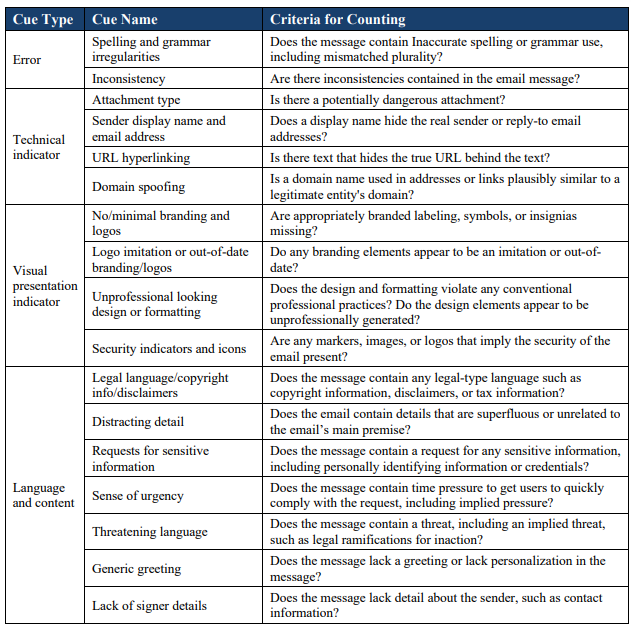 Cue Type Cue Name Criteria for Counting
Error
Spelling and grammar
irregularities
Does the message contain Inaccurate spelling or grammar use,
including mismatched plurality?
Inconsistency
Are there inconsistencies contained in the email message?
Technical
indicator
Attachment type
Is there a potentially dangerous attachment?
Sender display name and
email address
Does a display name hide the real sender or reply-to email
addresses?
URL hyperlinking
Is there text that hides the true URL behind the text?
Domain spoofing
Is a domain name used in addresses or links plausibly similar to a
legitimate entity's domain?
Visual
presentation
indicator
No/minimal branding and
logos
Are appropriately branded labeling, symbols, or insignias
missing?
Logo imitation or out-of-date
branding/logos
Do any branding elements appear to be an imitation or out-of-
date?
Unprofessional looking
design or formatting
Does the design and formatting violate any conventional
professional practices? Do the design elements appear to be
unprofessionally generated?
Security indicators and icons
Are any markers, images, or logos that imply the security of the
email present?
Language
and content
Legal language/copyright
info/disclaimers
Does the message contain any legal-type language such as
copyright information, disclaimers, or tax information?
Distracting detail
Does the email contain details that are superfluous or unrelated to
the email's main premise?
Requests for sensitive
information
Does the message contain a request for any sensitive information,
including personally identifying information or credentials?
Sense of urgency
Does the message contain time pressure to get users to quickly
comply with the request, including implied pressure?
Threatening language
Does the message contain a threat, including an implied threat,
such as legal ramifications for inaction?
Generic greeting
Does the message lack a greeting or lack personalization in the
message?
Lack of signer details
Does the message lack detail about the sender, such as contact
information?